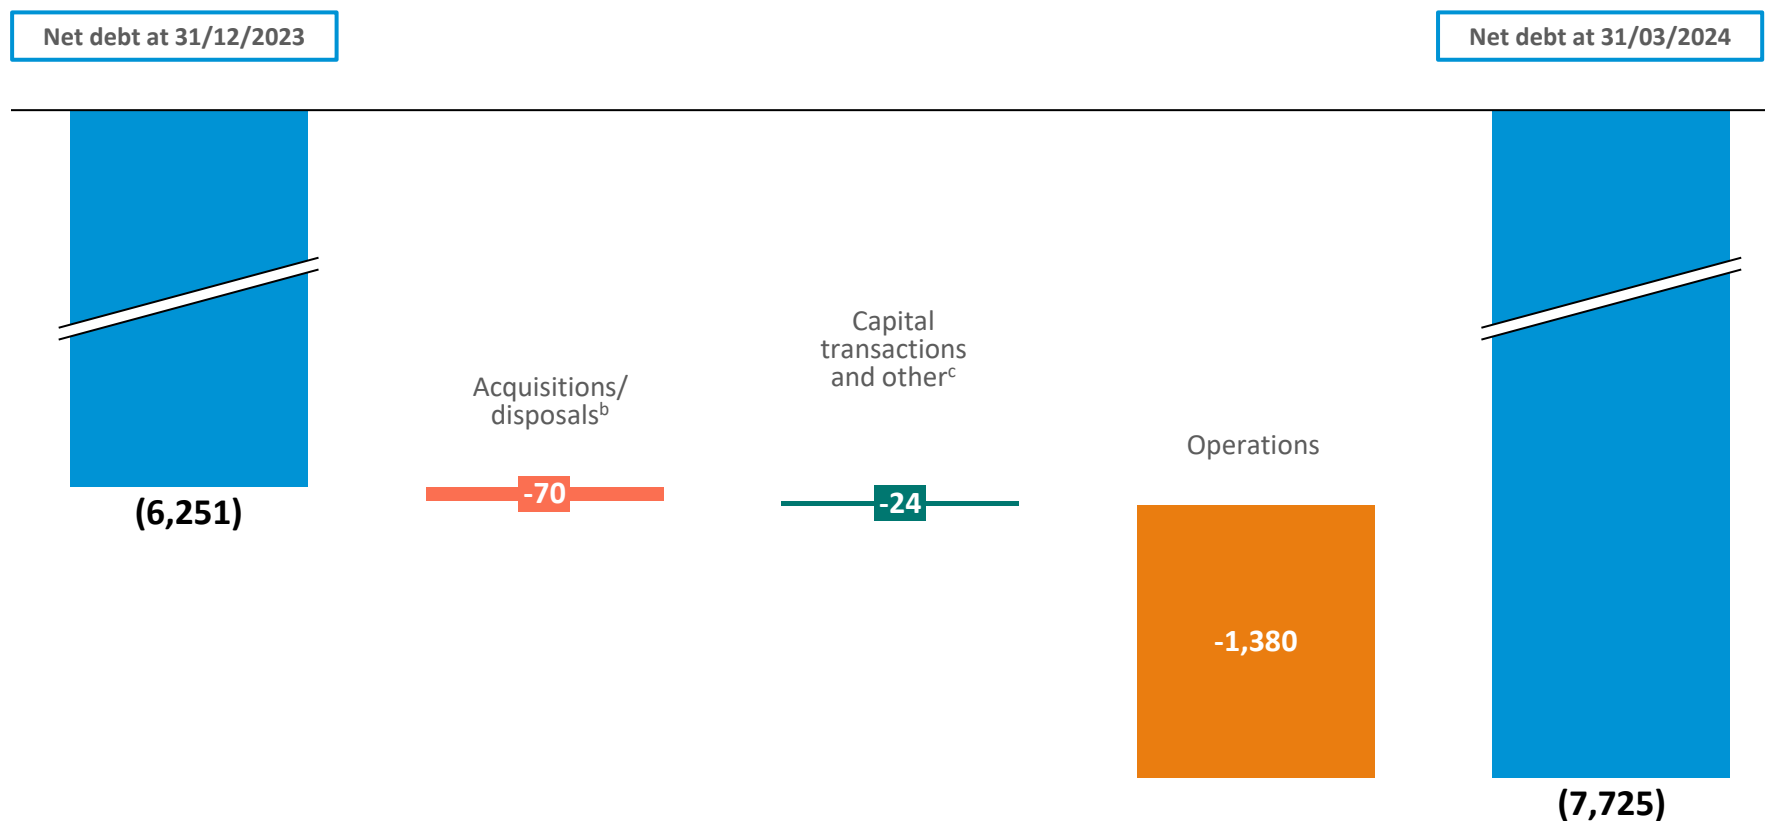 Net debt at 31/12/2023
Net debt at 31/03/2024
(6,251)
Acquisitions/
disposalsᵇ
-70
Capital
transactions
and otherᶜ
-24
Operations
-1,380
(7,725)